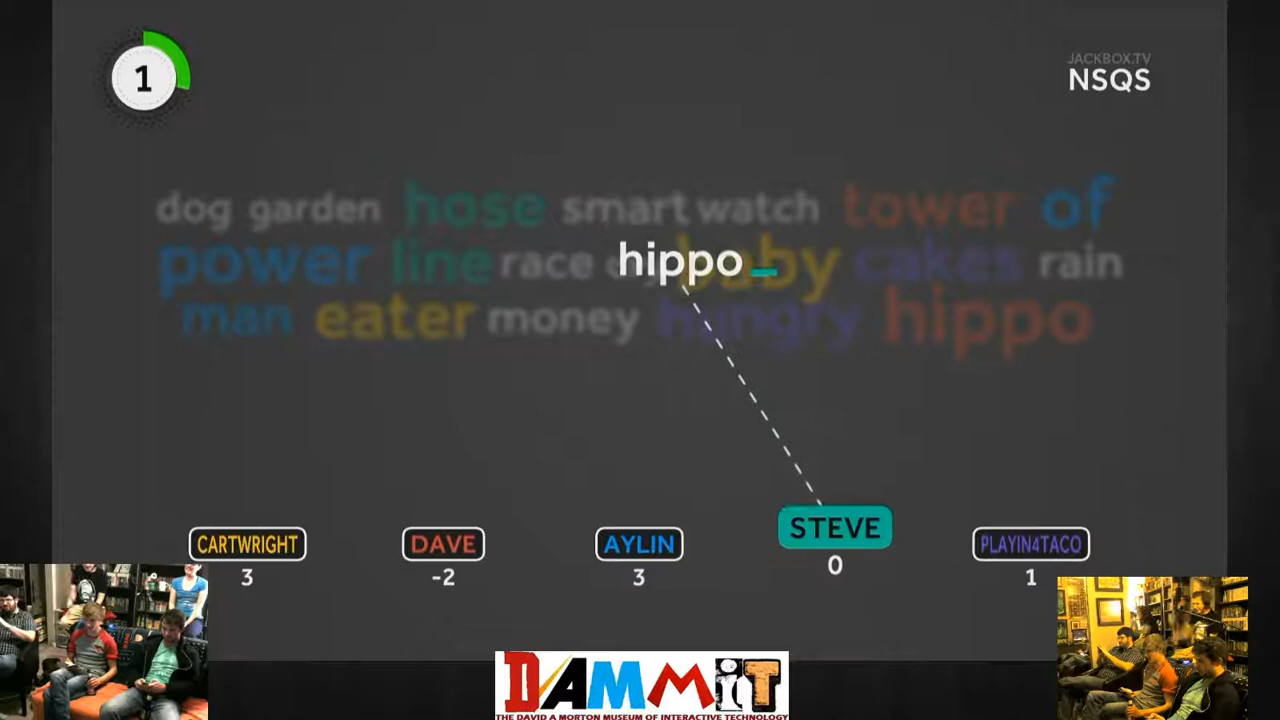 1
JACKBOX.TV
NSQS
dog garden hose smart watch tower of
power line race baby cakes rain
man eater money hungry hippo
hippo _
CARTWRIGHT
3
DAVE
-2
AYLIN
3
STEVE
0
PLAYIN4TACO
1
DAMMiT
THE DAVID A MORTON MUSEUM OF INTERACTIVE TECHNOLOGY